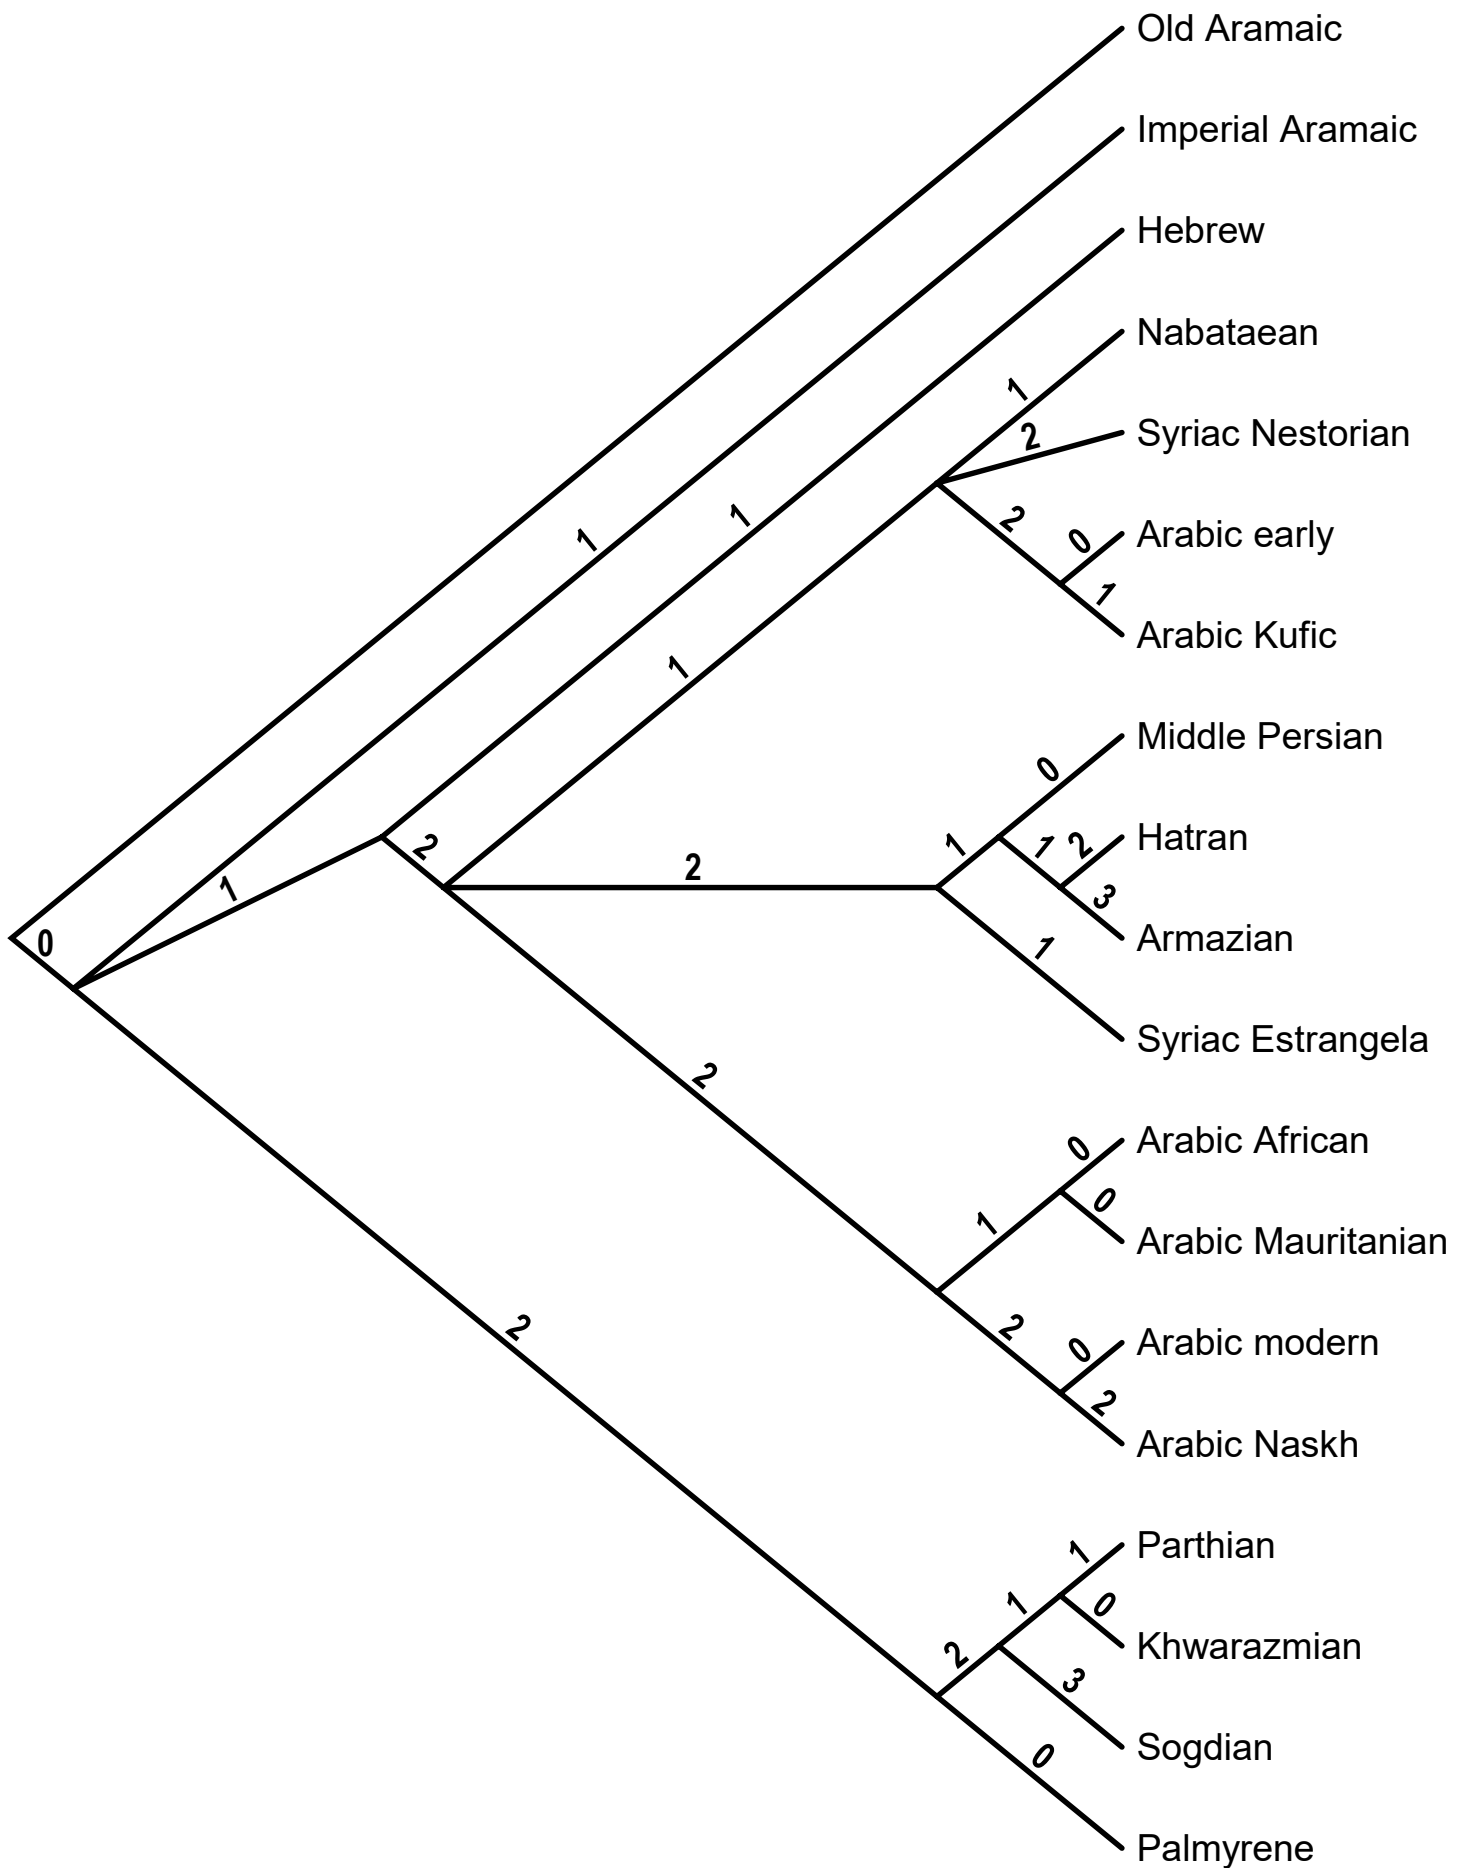 Old Aramaic
Imperial Aramaic
Hebrew
Nabataean
1
Syriac Nestorian
2
2
Arabic early
0
1
1
1
Arabic Kufic
1
Middle Persian
0
Hatran
2
1
1
2
2
3
1
Armazian
0
1
Syriac Estrangela
2
Arabic African
0
0
1
Arabic Mauritanian
2
2
Arabic modern
0
2
Arabic Naskh
Parthian
1
1
0
Khwarazmian
2
3
Sogdian
0
Palmyrene